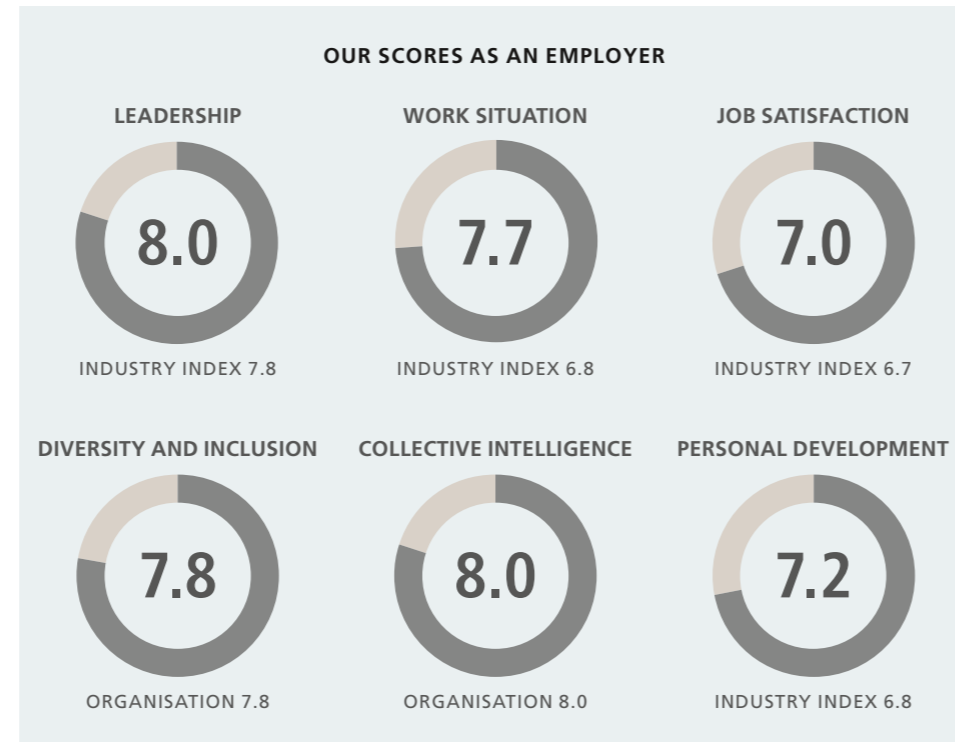 OUR SCORES AS AN EMPLOYER
LEADERSHIP
8.0
INDUSTRY INDEX 7.8
WORK SITUATION
7.7
INDUSTRY INDEX 6.8
JOB SATISFACTION
7.0
INDUSTRY INDEX 6.7
DIVERSITY AND INCLUSION
7.8
ORGANISATION 7.8
COLLECTIVE INTELLIGENCE
8.0
ORGANISATION 8.0
PERSONAL DEVELOPMENT
7.2
INDUSTRY INDEX 6.8